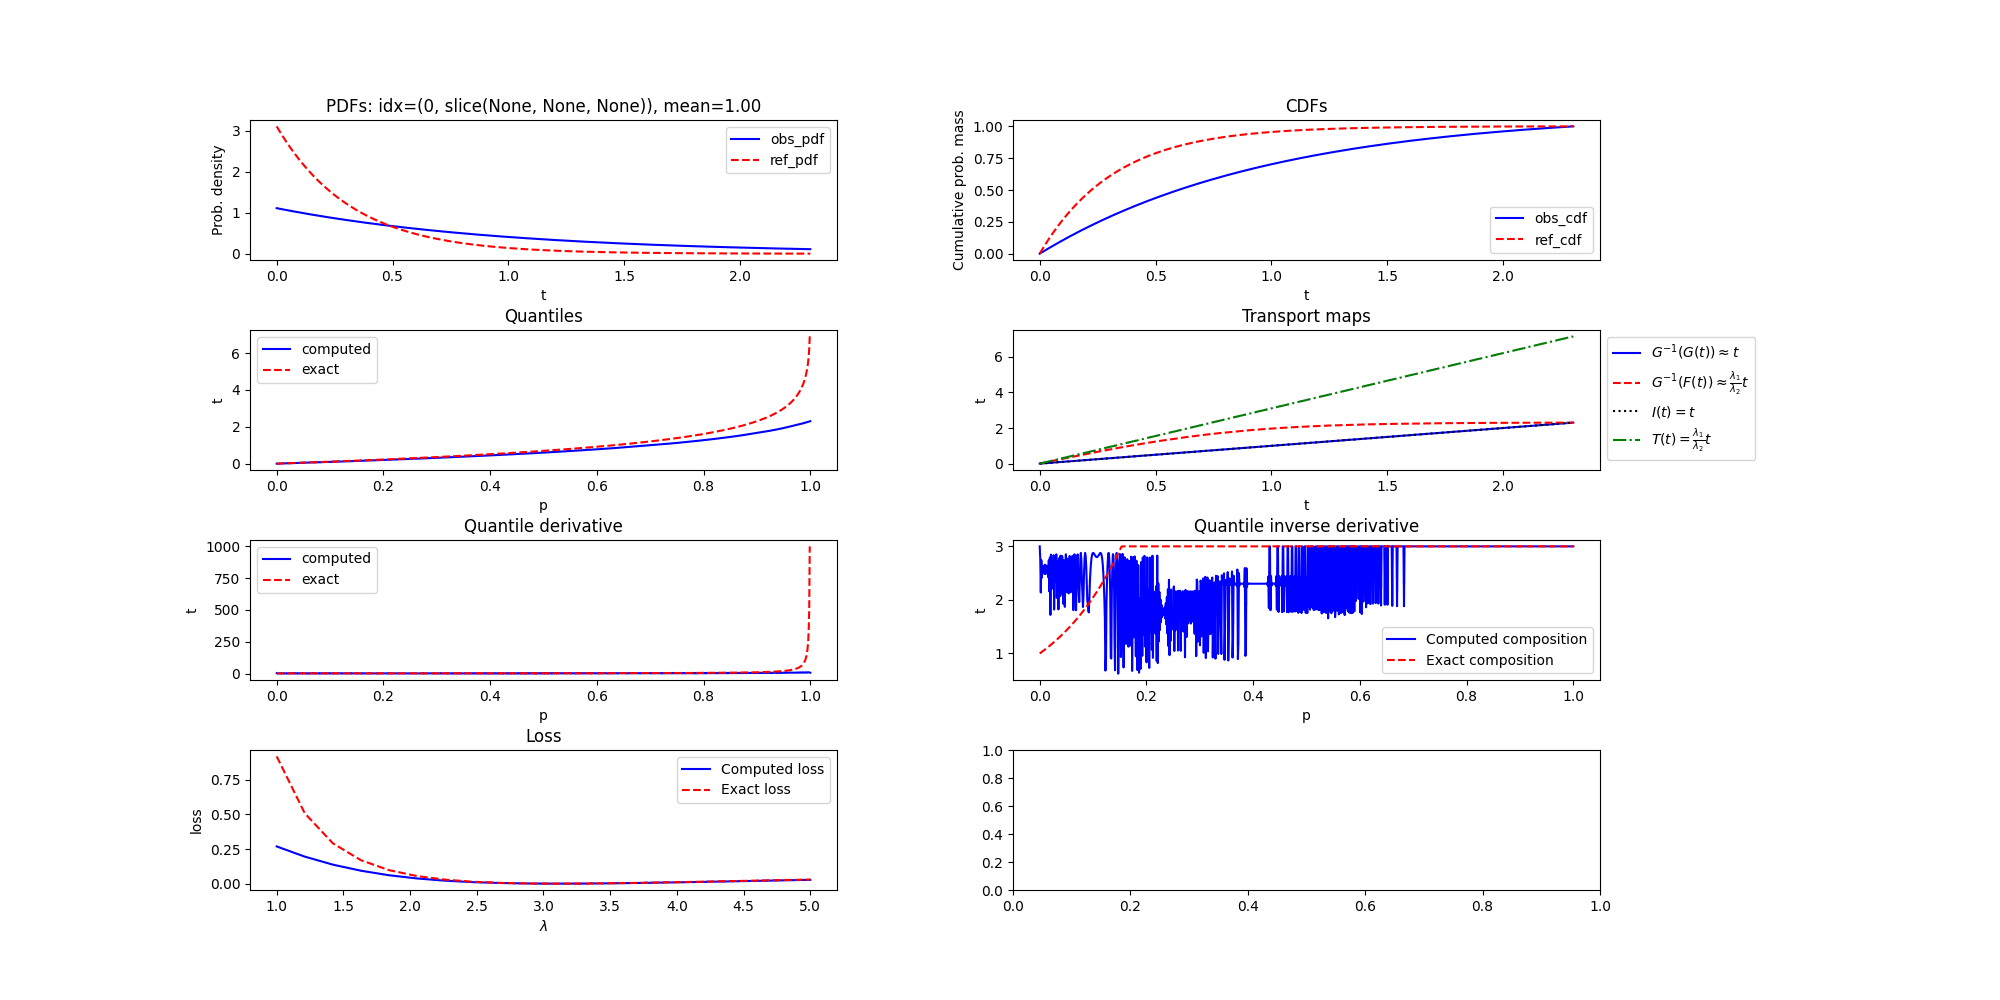 PDFs: idx=(0, slice(None, None, None)), mean=1.00
Prob. density
3
2
1
0
0.0 0.5 1.0 1.5 2.0
t
obs_pdf
ref_pdf
CDFs
Cumulative prob. mass
1.00
0.75
0.50
0.25
0.00
0.0 0.5 1.0 1.5 2.0
t
obs_cdf
ref_cdf
Quantiles
t
6
4
2
0
0.0 0.2 0.4 0.6 0.8 1.0
p
computed
exact
Transport maps
t
6
4
2
0
0.0 0.5 1.0 1.5 2.0
t
G⁻¹(G(t)) ≈ t
G⁻¹(F(t)) ≈ λ₁/λ₂ t
I(t) = t
T(t) = λ₁/λ₂ t
Quantile derivative
t
1000
750
500
250
0
0.0 0.2 0.4 0.6 0.8 1.0
p
computed
exact
Quantile inverse derivative
t
3
2
1
0.0 0.2 0.4 0.6 0.8 1.0
p
Computed composition
Exact composition
Loss
loss
0.75
0.50
0.25
0.00
1.0 1.5 2.0 2.5 3.0 3.5 4.0 4.5 5.0
λ
Computed loss
Exact loss
1.0
0.8
0.6
0.4
0.2
0.0
0.0 0.2 0.4 0.6 0.8 1.0